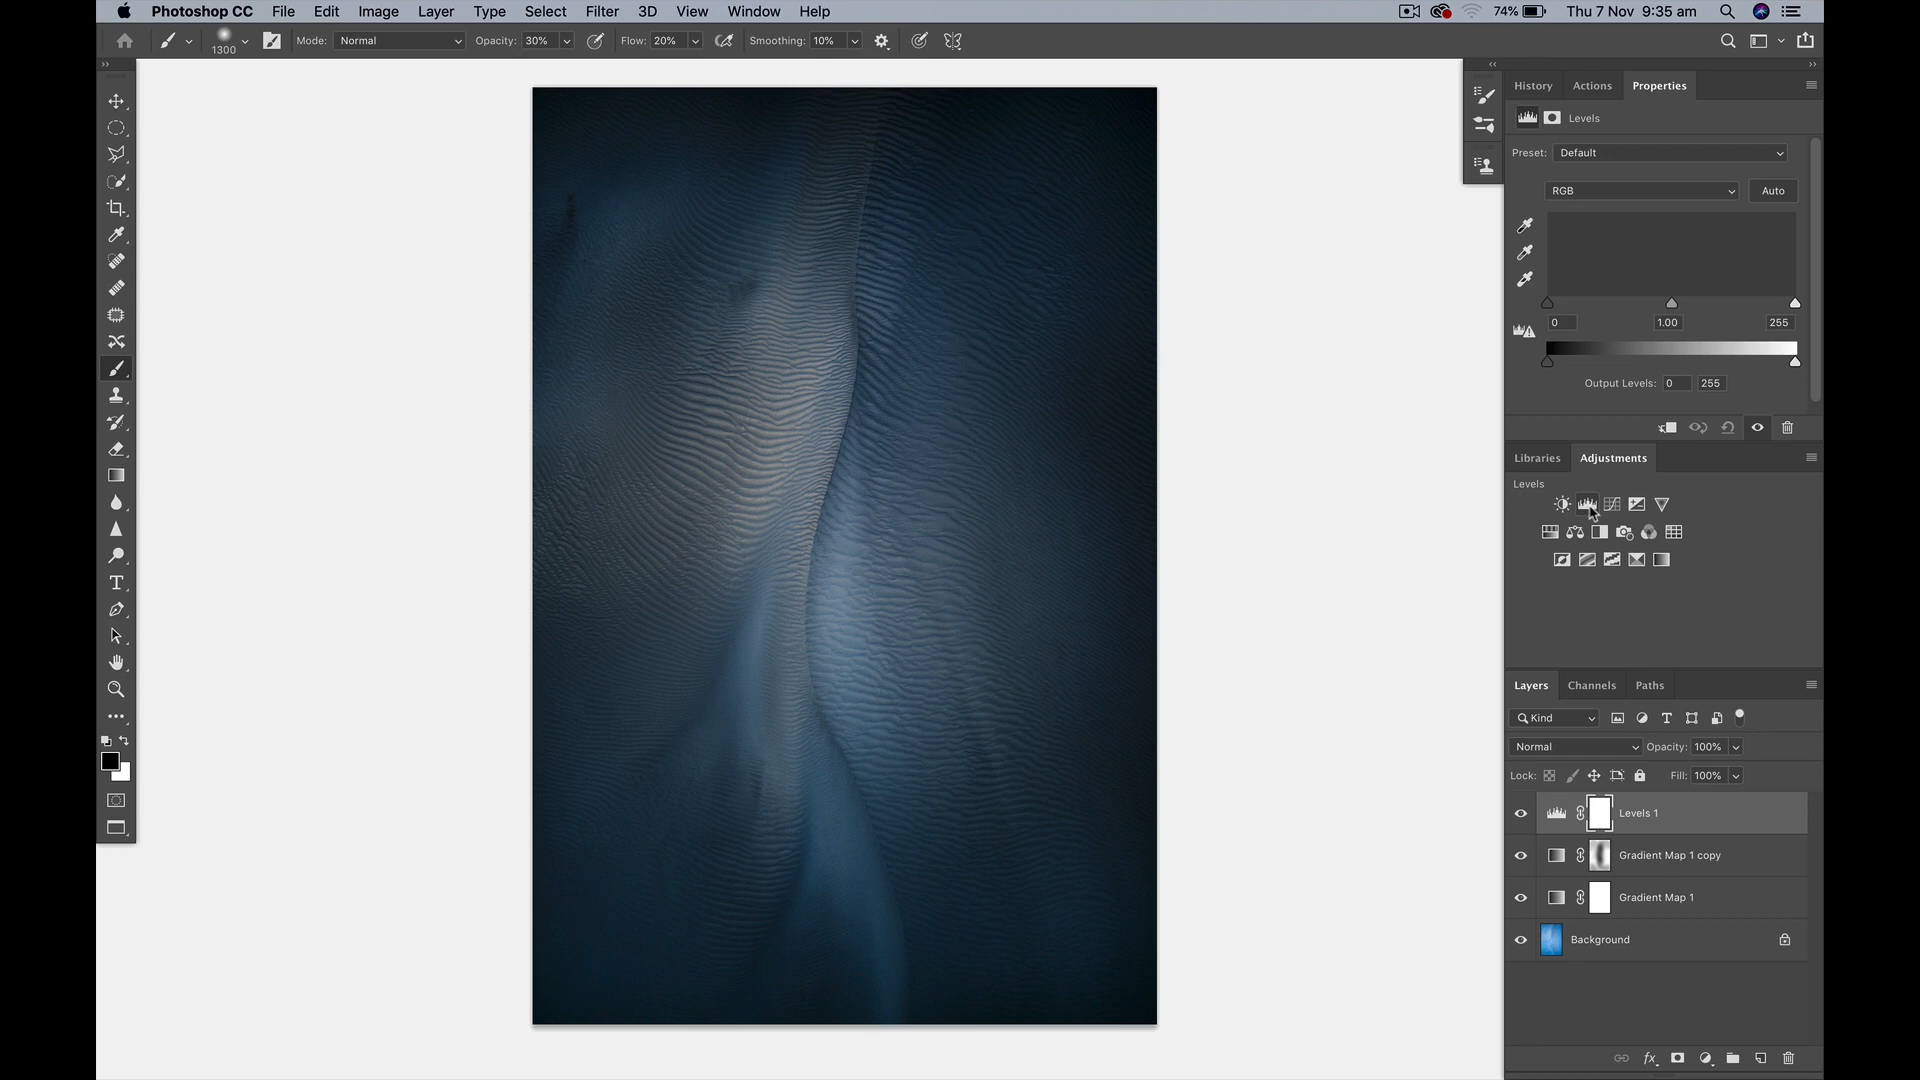 Photoshop CC File Edit Image Layer Type Select Filter 3D View Window Help 74% Thu 7 Nov 9:35 am
1300 Mode: Normal Opacity: 30% Flow: 20% Smoothing: 10%
History Actions Properties
Levels
Preset: Default
RGB Auto
0 1.00 255
Output Levels: 0 255
Libraries Adjustments
Levels
Layers Channels Paths
Kind
Normal Opacity: 100%
Lock: Fill: 100%
Levels 1
Gradient Map 1 copy
Gradient Map 1
Background